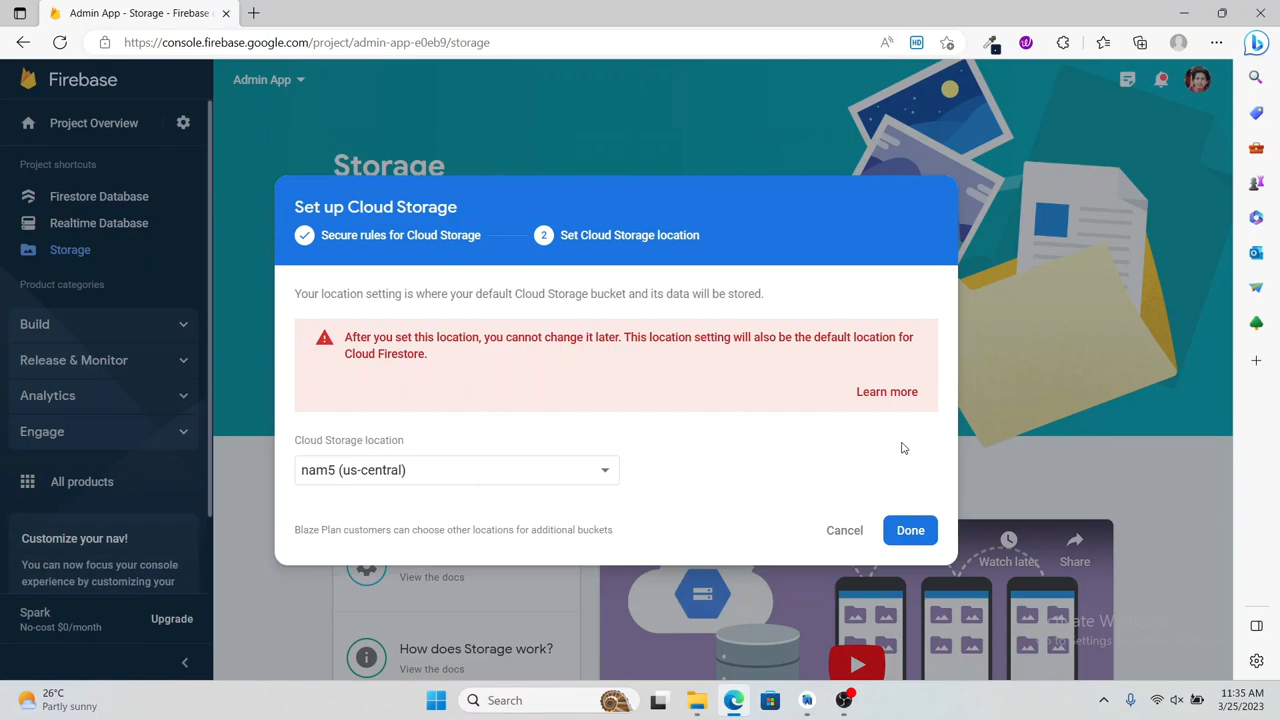 Admin App - Storage - Firebase
https://console.firebase.google.com/project/admin-app-e0eb9/storage
HD
Firebase
Admin App
Project Overview
Project shortcuts
Firestore Database
Realtime Database
Storage
Product categories
Build
Release & Monitor
Analytics
Engage
All products
Customize your nav!
You can now focus your console
experience by customizing your
Spark
No-cost $0/month
Upgrade
Storage
Set up Cloud Storage
Secure rules for Cloud Storage
2
Set Cloud Storage location
Your location setting is where your default Cloud Storage bucket and its data will be stored.
After you set this location, you cannot change it later. This location setting will also be the default location for
Cloud Firestore.
Learn more
Cloud Storage location
nam5 (us-central)
Blaze Plan customers can choose other locations for additional buckets
Cancel
Done
View the docs
How does Storage work?
View the docs
Watch later
Share
26°C
Partly sunny
Search
11:35 AM
3/25/2023